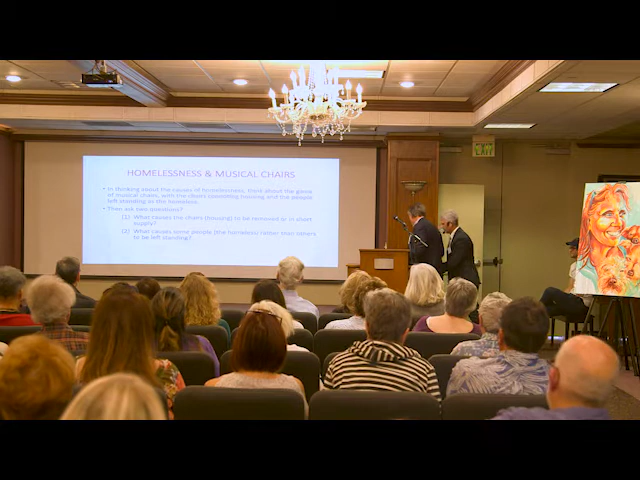 HOMELESSNESS & MUSICAL CHAIRS
• In thinking about the causes of homelessness, think about the game
of musical chairs, with the chairs connoting housing and the people
left standing as the homeless.
• Then ask two questions?
(1) What causes the chairs (housing) to be removed or in short
supply?
(2) What causes some people (the homeless) rather than others
to be left standing?
EXIT